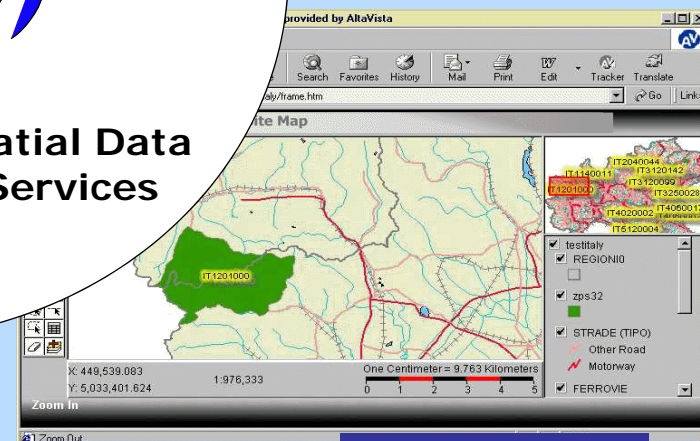 provided by AltaVista
Search Favorites History Mail Print Edit Tracker Translate
aly/frame.htm
Go Links
ite Map
atial Data
Services
IT1201000
IT1140011
IT2040044
IT3120142
IT1201000
IT3120099
IT3250028
IT4020002
IT5120004
testitaly
REGIONI0
zps32
STRADE (TIPO)
Other Road
Motorway
FERROVIE
X: 449,539.083
Y: 5,033,401.624
1:976,333
One Centimeter = 9.763 Kilometers
0 1 2 3 4 5
Zoom In
Zoom Out